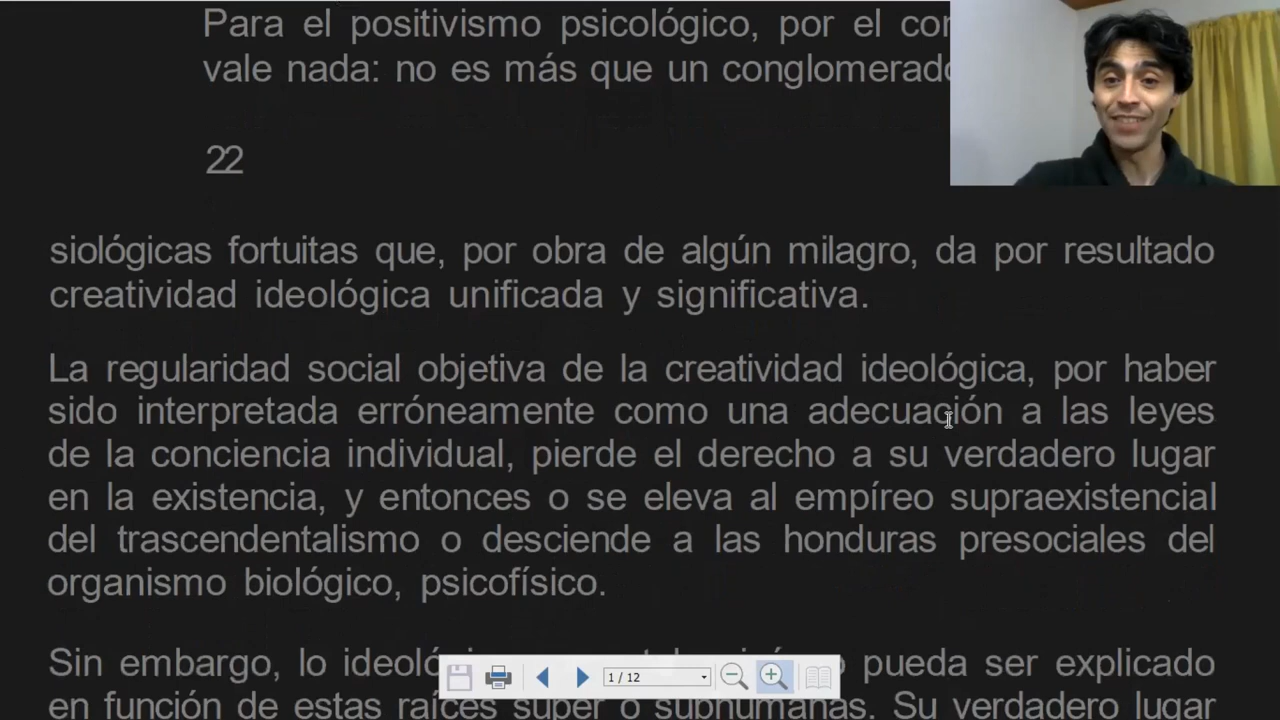 Para el positivismo psicológico, por el con
vale nada: no es más que un conglomerado
22
siológicas fortuitas que, por obra de algún milagro, da por resultado
creatividad ideológica unificada y significativa.
La regularidad social objetiva de la creatividad ideológica, por haber
sido interpretada erróneamente como una adecuación a las leyes
de la conciencia individual, pierde el derecho a su verdadero lugar
en la existencia, y entonces o se eleva al empíreo supraexistencial
del trascendentalismo o desciende a las honduras presociales del
organismo biológico, psicofísico.
Sin embargo, lo pueda ser explicado
en función de estas raíces super o subhumanas. Su verdadero lugar
1 / 12